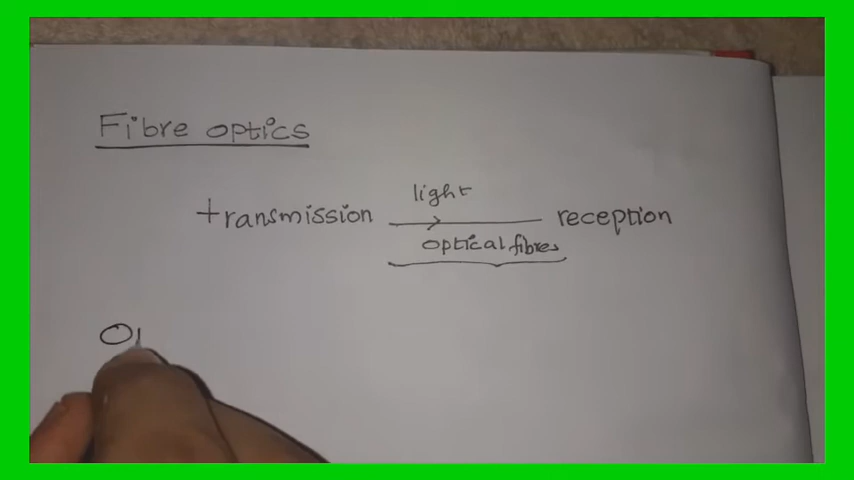 Fibre optics
light
transmission reception
optical fibres